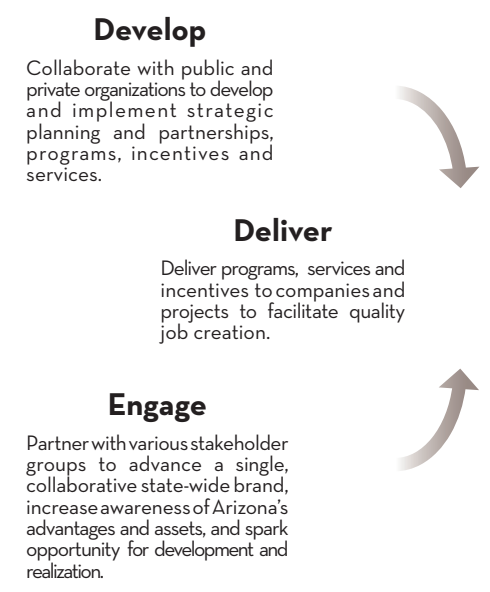 Develop
Collaborate with public and
private organizations to develop
and implement strategic
planning and partnerships,
programs, incentives and
services.
Deliver
Deliver programs, services and
incentives to companies and
projects to facilitate quality
job creation.
Engage
Partner with various stakeholder
groups to advance a single,
collaborative state-wide brand,
increase awareness of Arizona's
advantages and assets, and spark
opportunity for development and
realization.